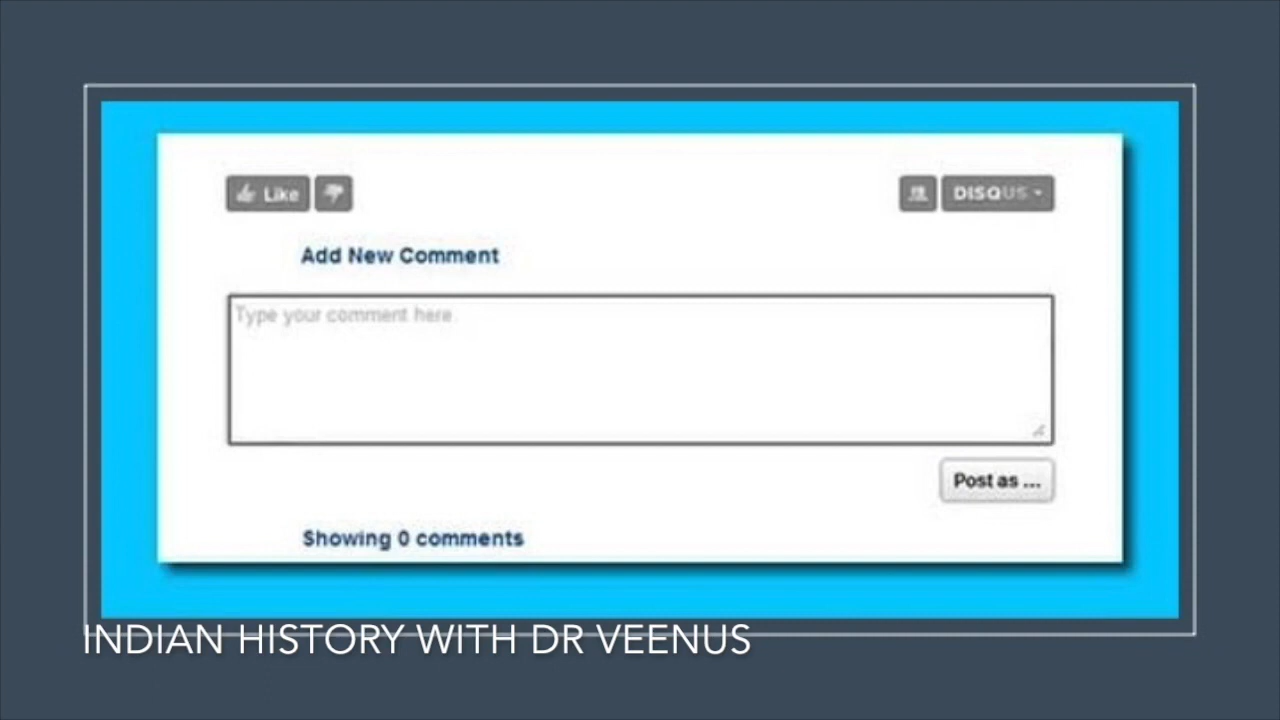 Like
DISQUS
Add New Comment
Type your comment here.
Post as ...
Showing 0 comments
INDIAN HISTORY WITH DR VEENUS